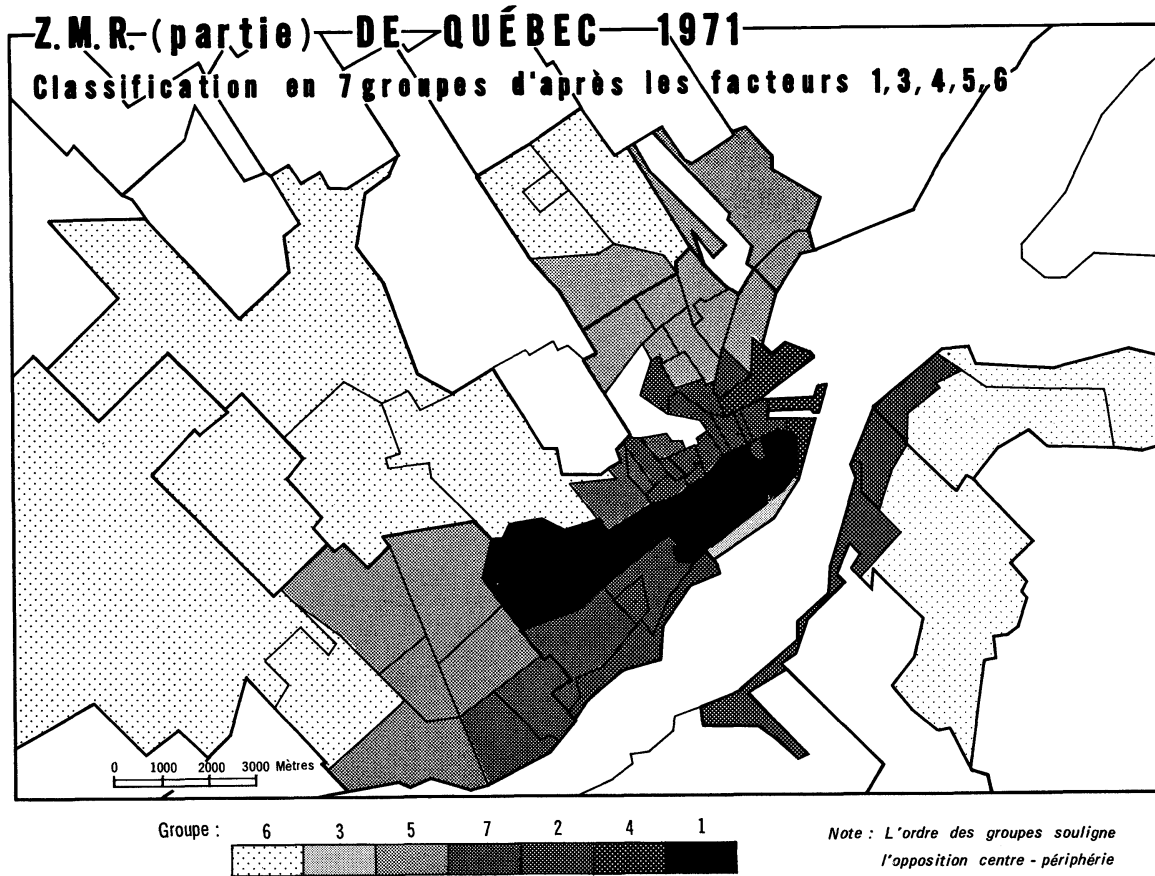 Z.M.R. (partie) DE QUÉBEC 1971
Classification en 7 groupes d'après les facteurs 1,3,4,5,6
0 1000 2000 3000 Mètres
Groupe : 6 3 5 7 2 4 1
Note : L'ordre des groupes souligne
l'opposition centre - périphérie